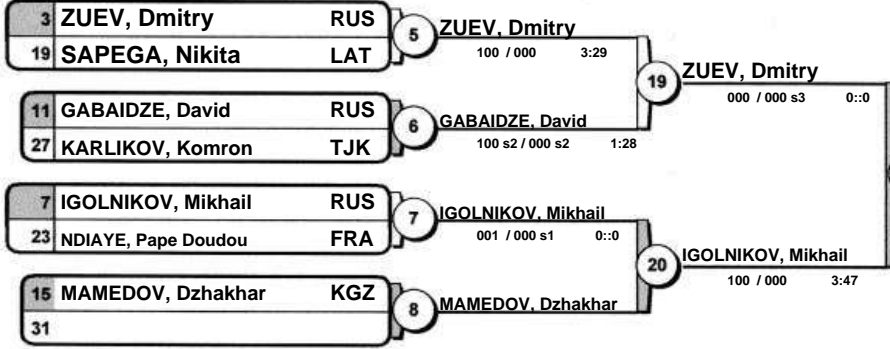 3 ZUEV, Dmitry RUS
19 SAPEGA, Nikita LAT
5 ZUEV, Dmitry
100 / 000 3:29
11 GABAIDZE, David RUS
27 KARLIKOV, Komron TJK
6 GABAIDZE, David
100 s2 / 000 s2 1:28
19 ZUEV, Dmitry
000 / 000 s3 0::0
7 IGOLNIKOV, Mikhail RUS
23 NDIAYE, Pape Doudou FRA
7 IGOLNIKOV, Mikhail
001 / 000 s1 0::0
15 MAMEDOV, Dzhakhar KGZ
31
8 MAMEDOV, Dzhakhar
20 IGOLNIKOV, Mikhail
100 / 000 3:47